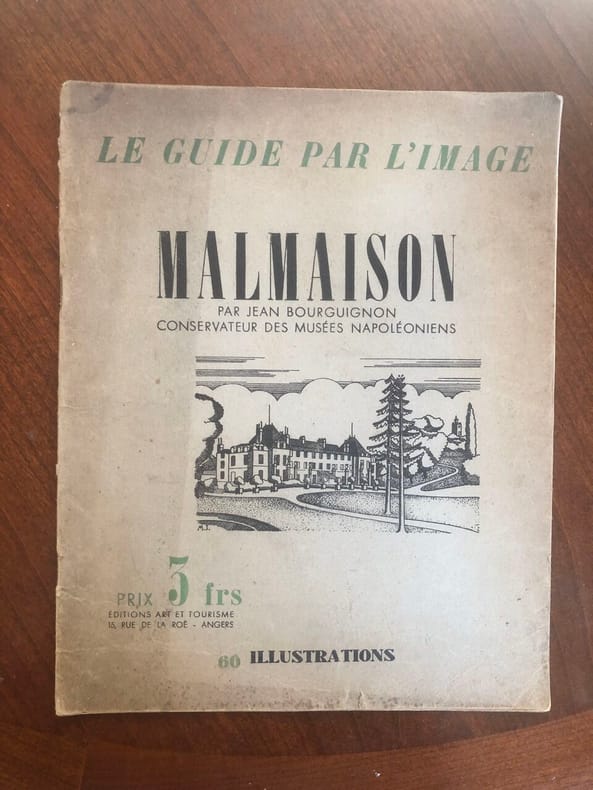 LE GUIDE PAR L'IMAGE
MALMAISON
PAR JEAN BOURGUIGNON
CONSERVATEUR DES MUSÉES NAPOLÉONIENS
M.J.
PRIX 3 frs
ÉDITIONS ART ET TOURISME
15, RUE DE LA ROË - ANGERS
60 ILLUSTRATIONS